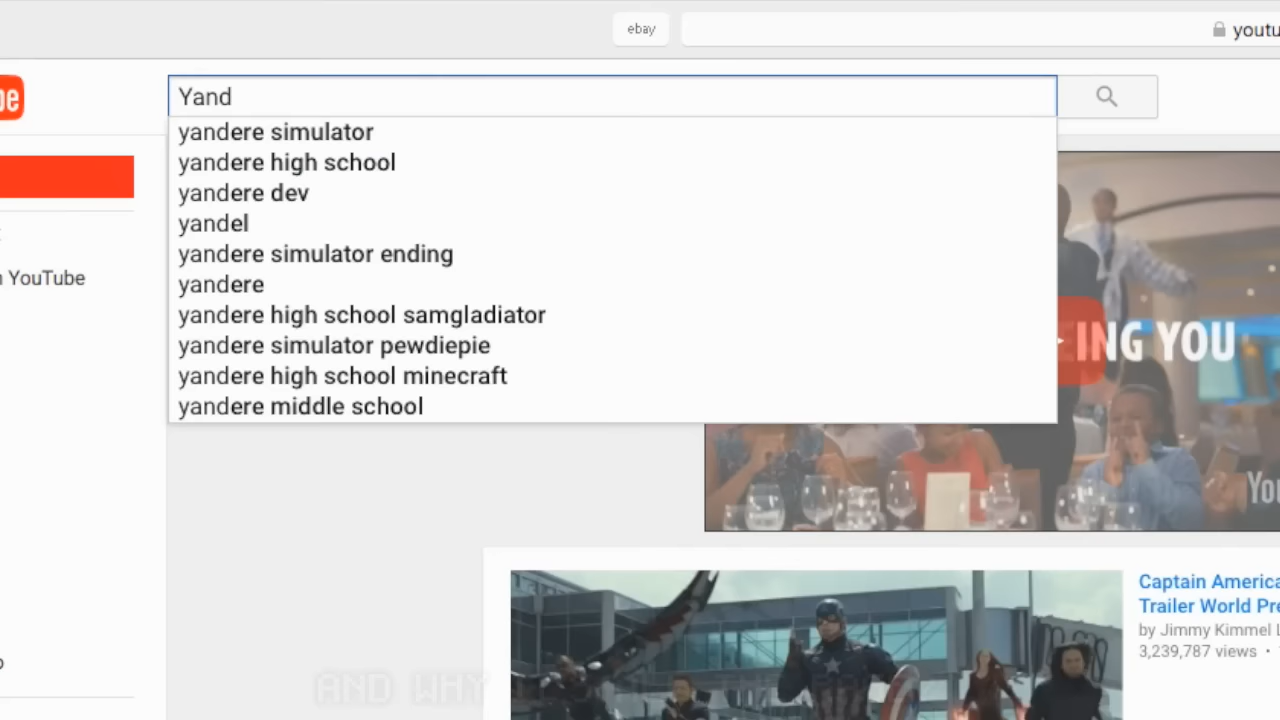 ebay
youtu
be
Yand
yandere simulator
yandere high school
yandere dev
yandel
yandere simulator ending
yandere
yandere high school samgladiator
yandere simulator pewdiepie
yandere high school minecraft
yandere middle school
YouTube
EING YOU
You
Captain America
Trailer World Pre
by Jimmy Kimmel L
3,239,787 views •
AND WHY